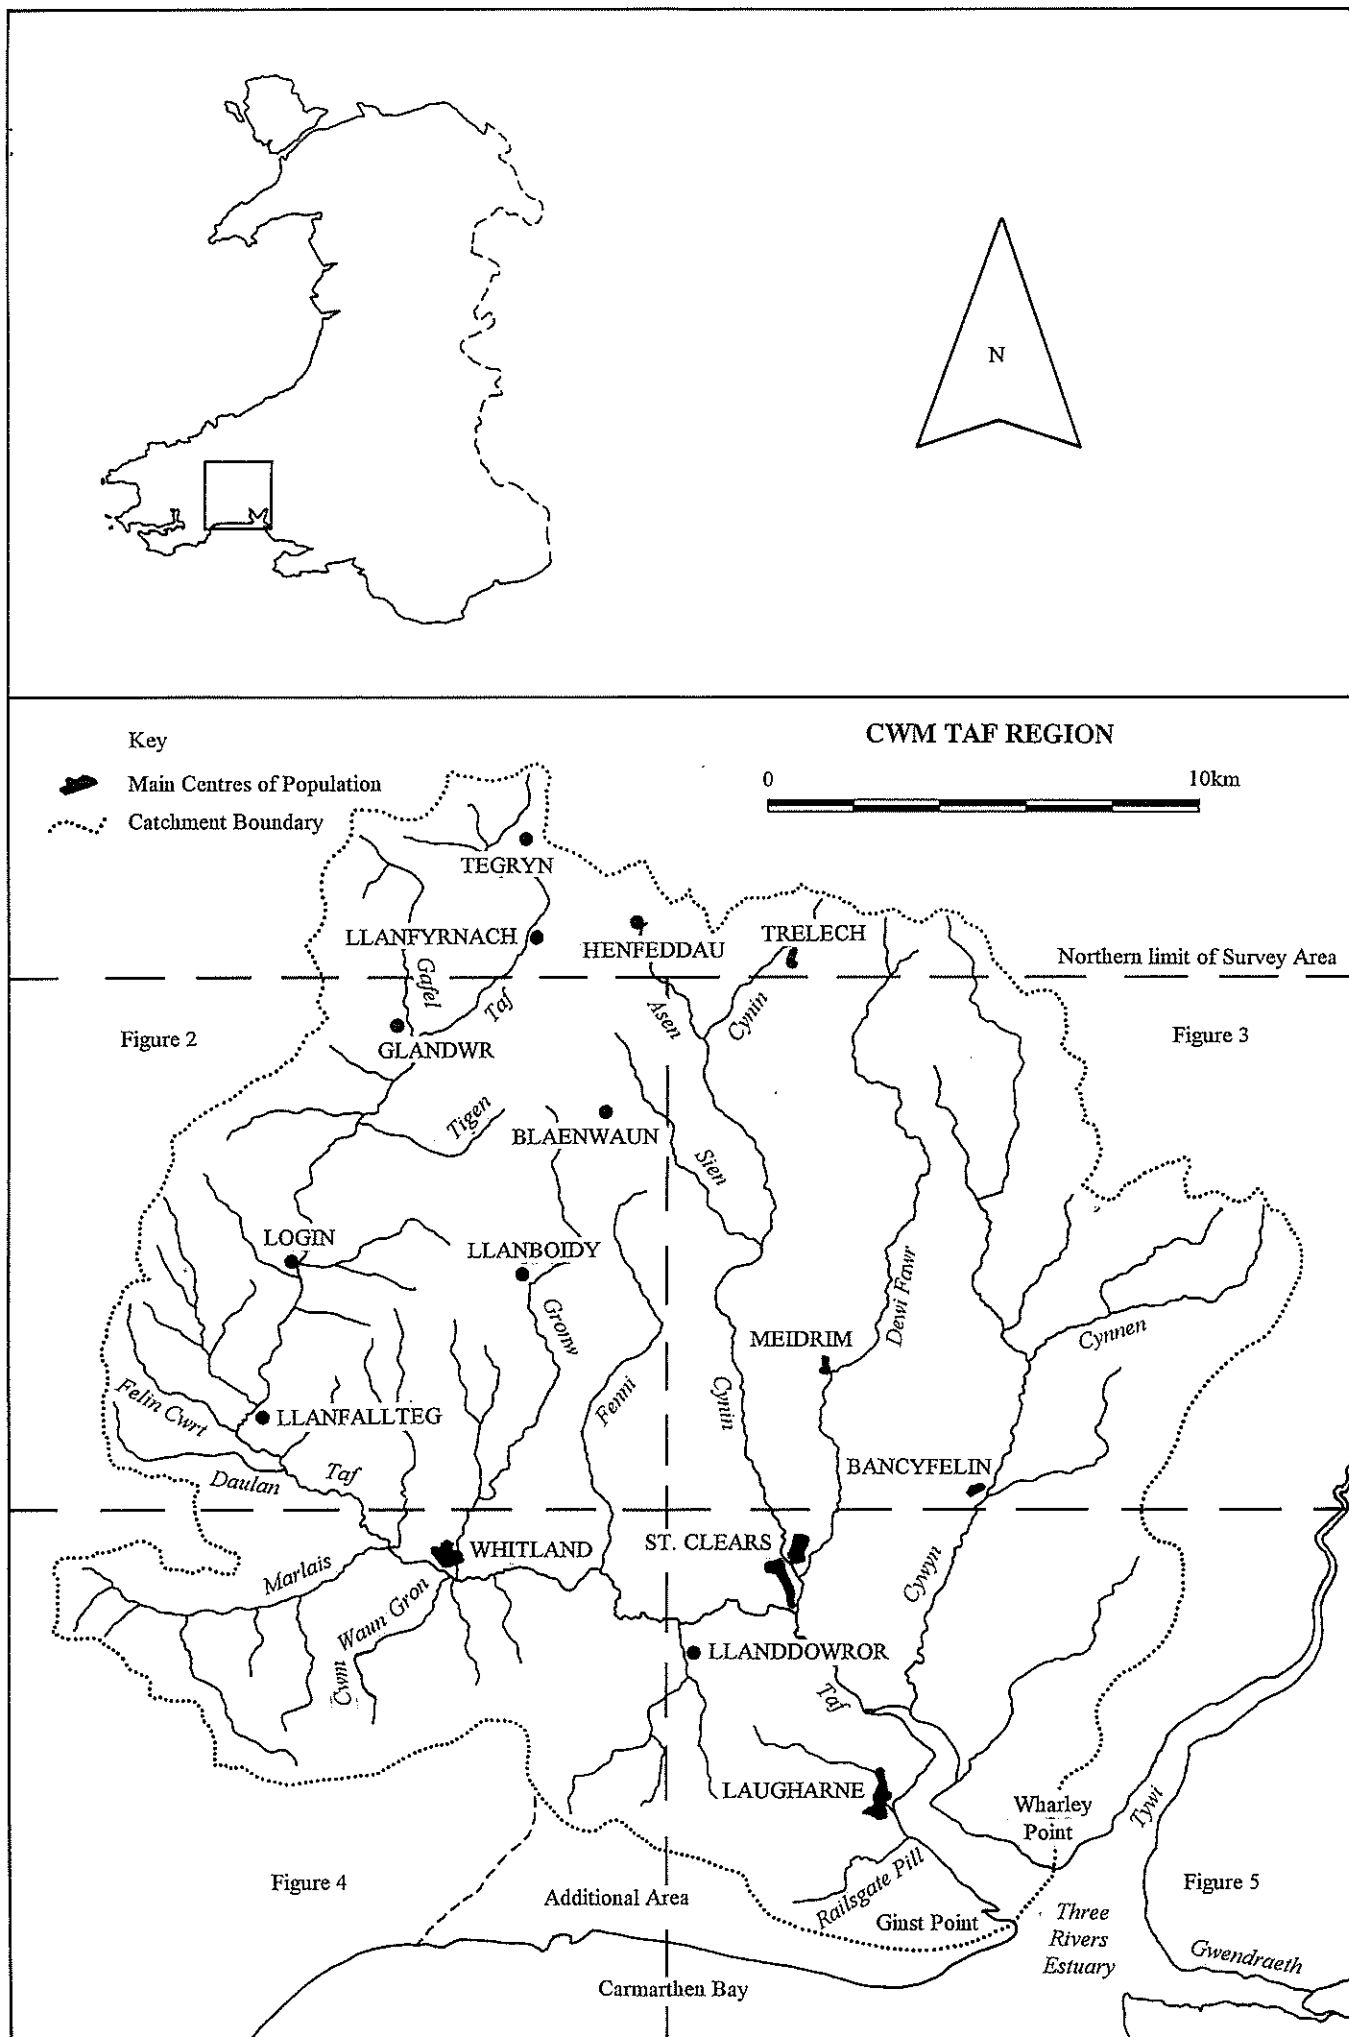 N
Key
CWM TAF REGION
Main Centres of Population
Catchment Boundary
0
10km
TEGRYN
LLANFYRNACH
HENFEDDAU
TRELECH
Northern limit of Survey Area
Gafel
Taf
Asen
Cynin
Figure 2
Figure 3
GLANDWR
Tigen
BLAENWAUN
Sien
LOGIN
LLANBOIDY
Gronw
Dewi Fawr
MEIDRIM
Cynnen
Felin Cwrt
Fenni
Cynin
LLANFALLTEG
Daulan
Taf
BANCYFELIN
WHITLAND
ST. CLEARS
Marlais
Cwm Waun Gron
Cywyn
LLANDDOWROR
Taf
LAUGHARNE
Wharley
Point
Tywi
Figure 4
Additional Area
Railsgate Pill
Ginst Point
Figure 5
Three
Rivers
Estuary
Gwendraeth
Carmarthen Bay